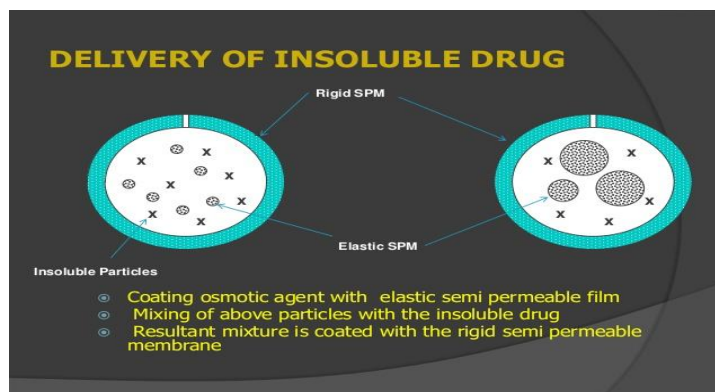 DELIVERY OF INSOLUBLE DRUG
Rigid SPM
x x x x x x x x
x x x x x
Elastic SPM
Insoluble Particles
Coating osmotic agent with elastic semi permeable film
Mixing of above particles with the insoluble drug
Resultant mixture is coated with the rigid semi permeable
membrane